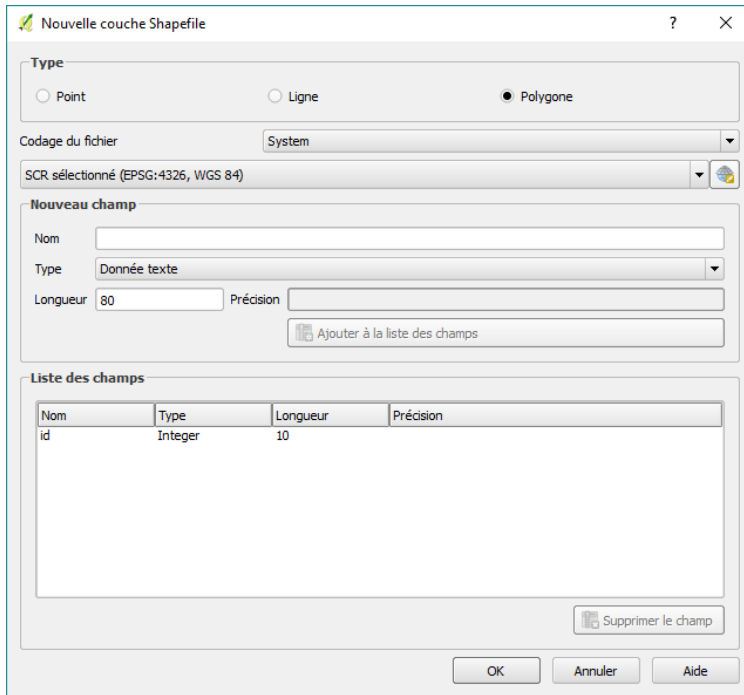 Nouvelle couche Shapefile
?
Type
Point
Ligne
Polygone
Codage du fichier
System
SCR sélectionné (EPSG:4326, WGS 84)
Nouveau champ
Nom
Type
Donnée texte
Longueur
80
Précision
Ajouter à la liste des champs
Liste des champs
Nom
Type
Longueur
Précision
id
Integer
10
Supprimer le champ
OK
Annuler
Aide